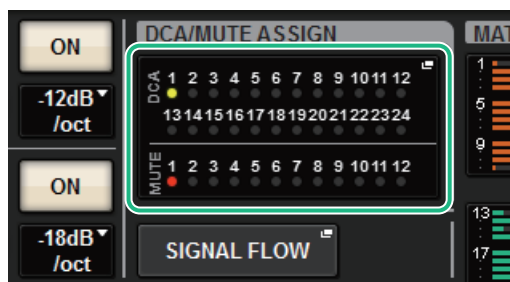 ON
-12dB
/oct
ON
-18dB
/oct
DCA/MUTE ASSIGN
DCA
1 2 3 4 5 6 7 8 9 10 11 12
13 14 15 16 17 18 19 20 21 22 23 24
MUTE
1 2 3 4 5 6 7 8 9 10 11 12
SIGNAL FLOW
MAT
1
5
9
13
17